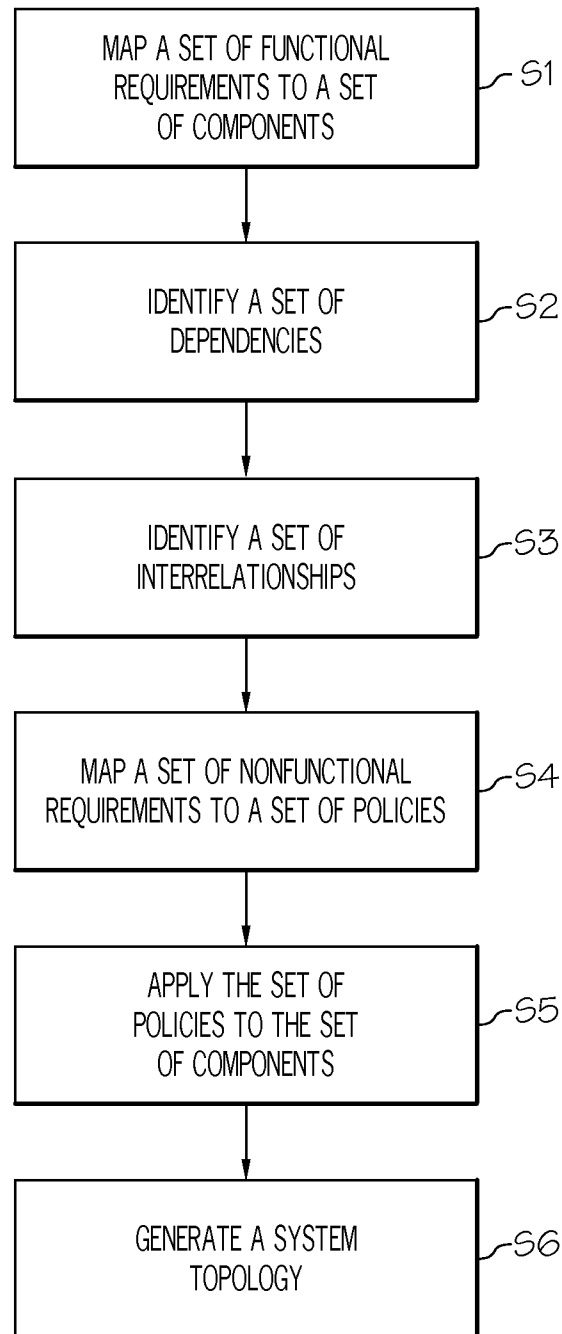 MAP A SET OF FUNCTIONAL
REQUIREMENTS TO A SET
OF COMPONENTS
S1
IDENTIFY A SET OF
DEPENDENCIES
S2
IDENTIFY A SET OF
INTERRELATIONSHIPS
S3
MAP A SET OF NONFUNCTIONAL
REQUIREMENTS TO A SET OF POLICIES
S4
APPLY THE SET OF
POLICIES TO THE SET
OF COMPONENTS
S5
GENERATE A SYSTEM
TOPOLOGY
S6